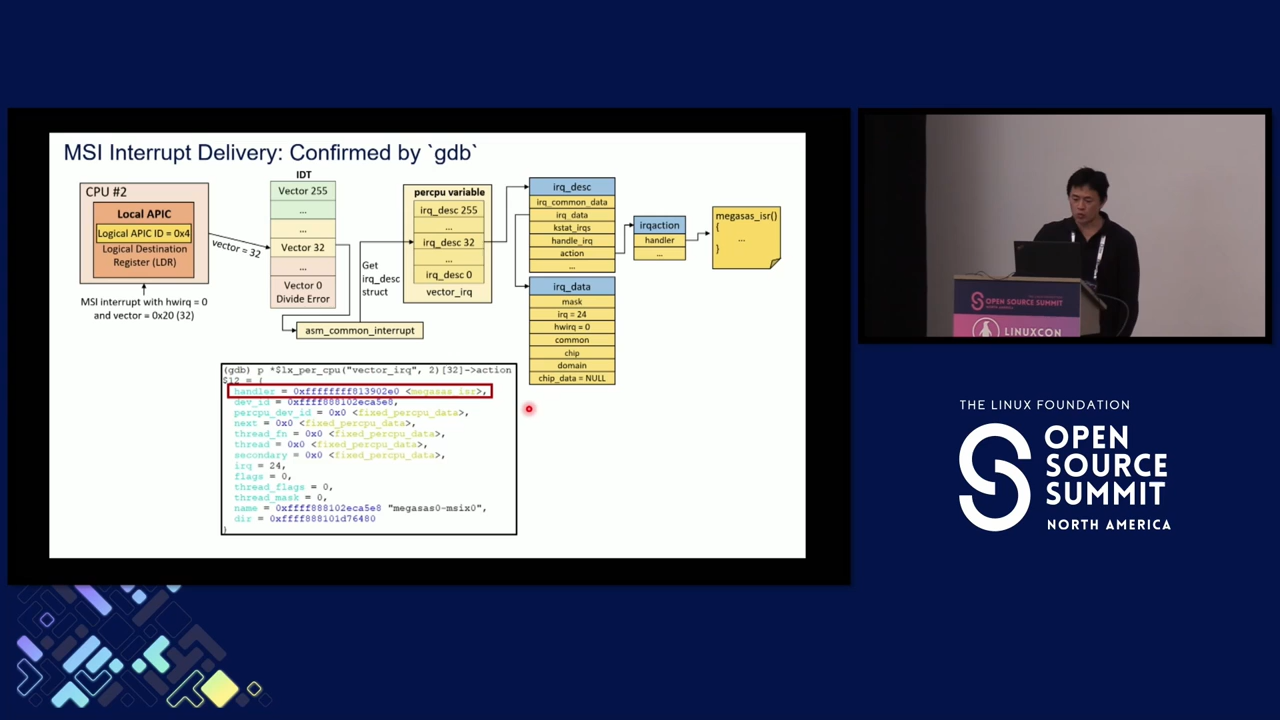 MSI Interrupt Delivery: Confirmed by `gdb`
CPU #2
Local APIC
Logical APIC ID = 0x4
Logical Destination
Register (LDR)
MSI interrupt with hwirq = 0
and vector = 0x20 (32)
vector = 32
IDT
Vector 255
...
...
Vector 32
...
Vector 0
Divide Error
asm_common_interrupt
Get
irq_desc
struct
percpu variable
irq_desc 255
...
irq_desc 32
...
irq_desc 0
vector_irq
irq_desc
irq_common_data
irq_data
kstat_irqs
handle_irq
action
...
irq_data
mask
irq = 24
hwirq = 0
common
chip
domain
chip_data = NULL
irqaction
handler
...
megasas_isr()
{
...
}
(gdb) p *$lx_per_cpu("vector_irq", 2)[32]->action
$12 = {
handler = 0xffffffff813902e0 <megasas_isr>,
dev_id = 0xffff888102eca5e8,
percpu_dev_id = 0x0 <fixed_percpu_data>,
next = 0x0 <fixed_percpu_data>,
thread_fn = 0x0 <fixed_percpu_data>,
thread = 0x0 <fixed_percpu_data>,
secondary = 0x0 <fixed_percpu_data>,
irq = 24,
flags = 0,
thread_flags = 0,
thread_mask = 0,
name = 0xffff888102eca5e8 "megasas0-msix0",
dir = 0xffff888101d76480
}
OPEN SOURCE SUMMIT
LINUXCON
THE LINUX FOUNDATION
OPEN
SOURCE
SUMMIT
NORTH AMERICA